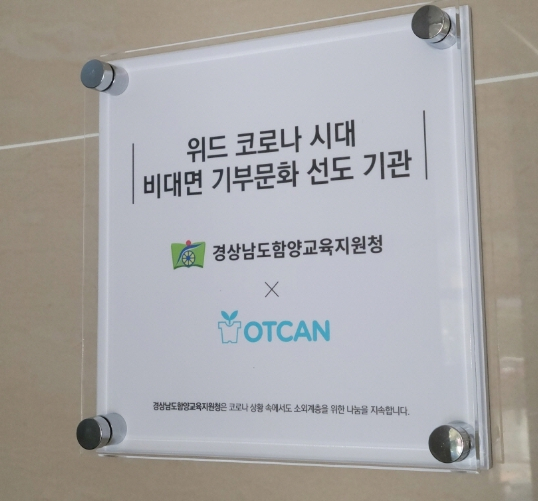 위드 코로나 시대
비대면 기부문화 선도 기관
경상남도함양교육지원청
×
OTCAN
경상남도함양교육지원청은 코로나 상황 속에서도 소외계층을 위한 나눔을 지속합니다.